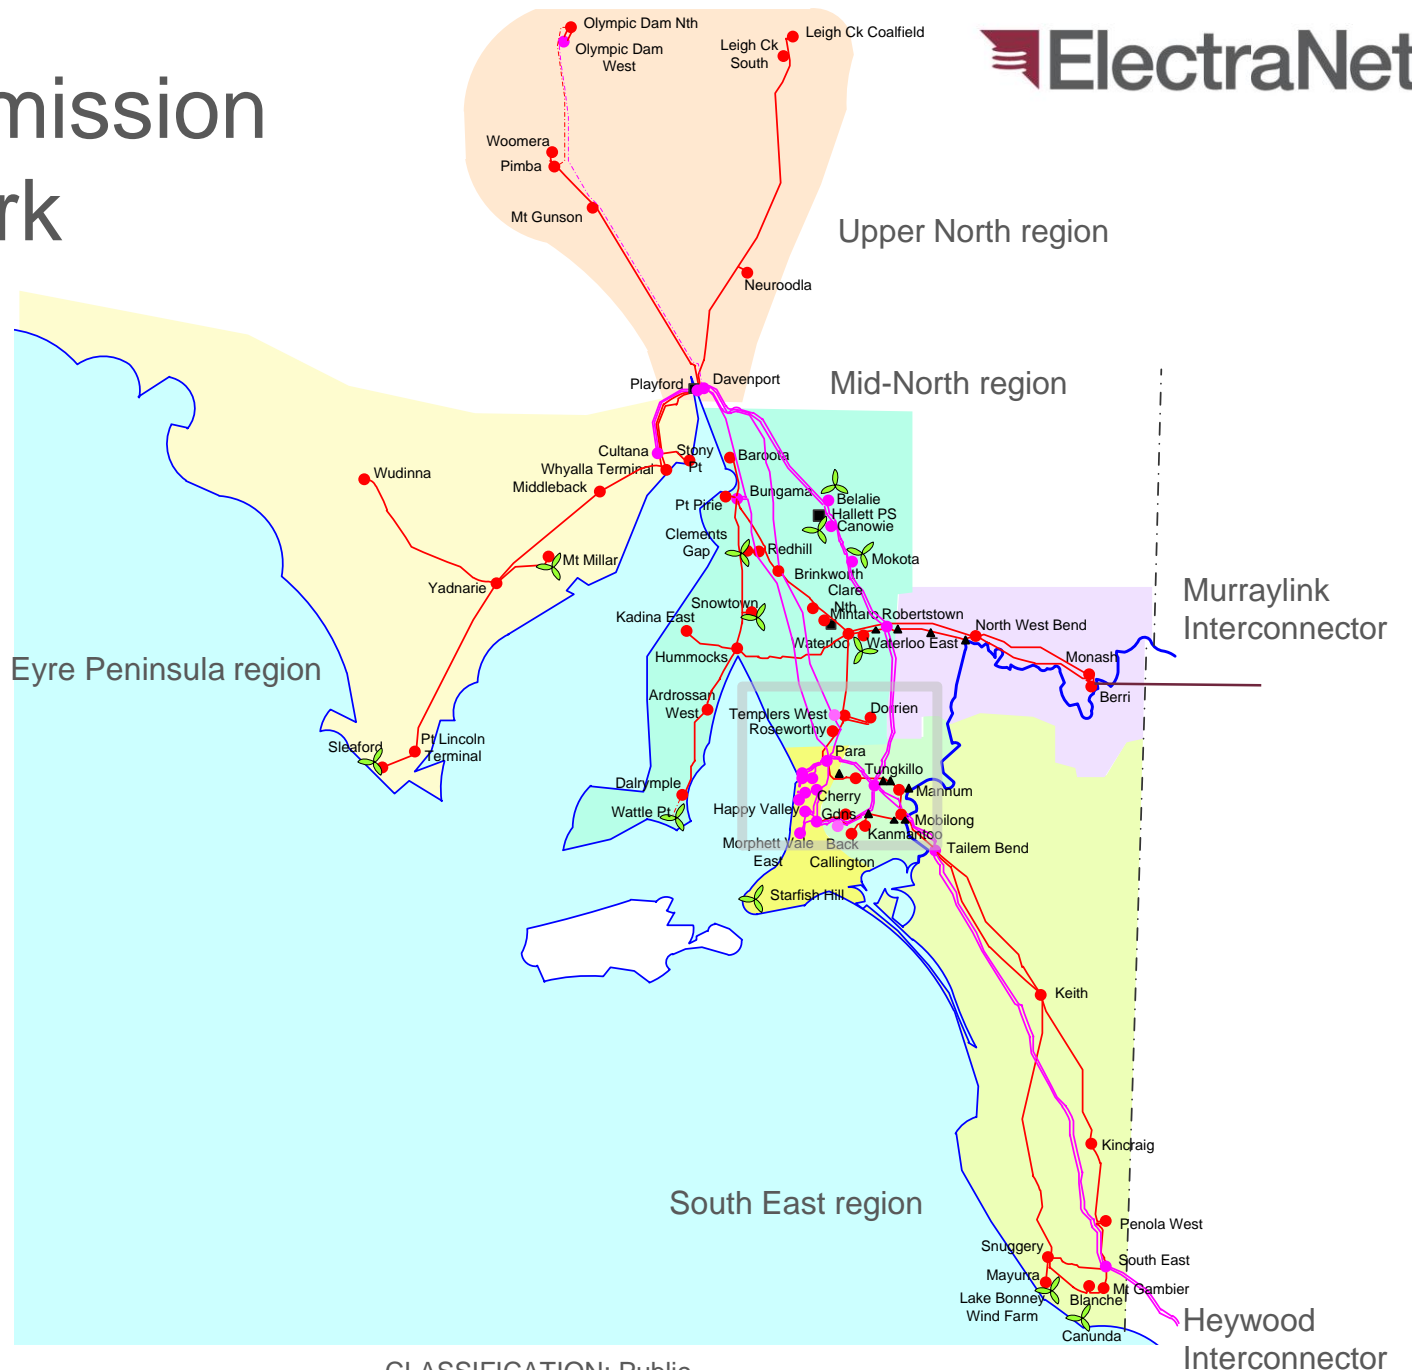 mission
rk
ElectraNet
Olympic Dam Nth
Olympic Dam
West
Leigh Ck Coalfield
Leigh Ck
South
Woomera
Pimba
Mt Gunson
Upper North region
Neuroodla
Playford
Davenport
Mid-North region
Cultana
Stony
Pt
Whyalla Terminal
Middleback
Wudinna
Baroota
Bungama
Pt Pirie
Belalie
Hallett PS
Canowie
Clements
Gap
Redhill
Mokota
Mt Millar
Yadnarie
Brinkworth
Clare
Nth
Snowtown
Mintaro
Robertstown
Kadina East
North West Bend
Waterloo
Waterloo East
Hummocks
Monash
Berri
Murraylink
Interconnector
Eyre Peninsula region
Ardrossan
West
Templers West
Dorrien
Roseworthy
Sleaford
Pt Lincoln
Terminal
Para
Tungkillo
Dalrymple
Wattle Pt
Happy Valley
Cherry
Gdns
Mannum
Mobilong
Kanmantoo
Morphett Vale
East
Back
Callington
Tailem Bend
Starfish Hill
Keith
Kincraig
South East region
Penola West
Snuggery
South East
Mayurra
Mt Gambier
Lake Bonney
Wind Farm
Blanche
Canunda
Heywood
Interconnector
CLASSIFICATION: Public